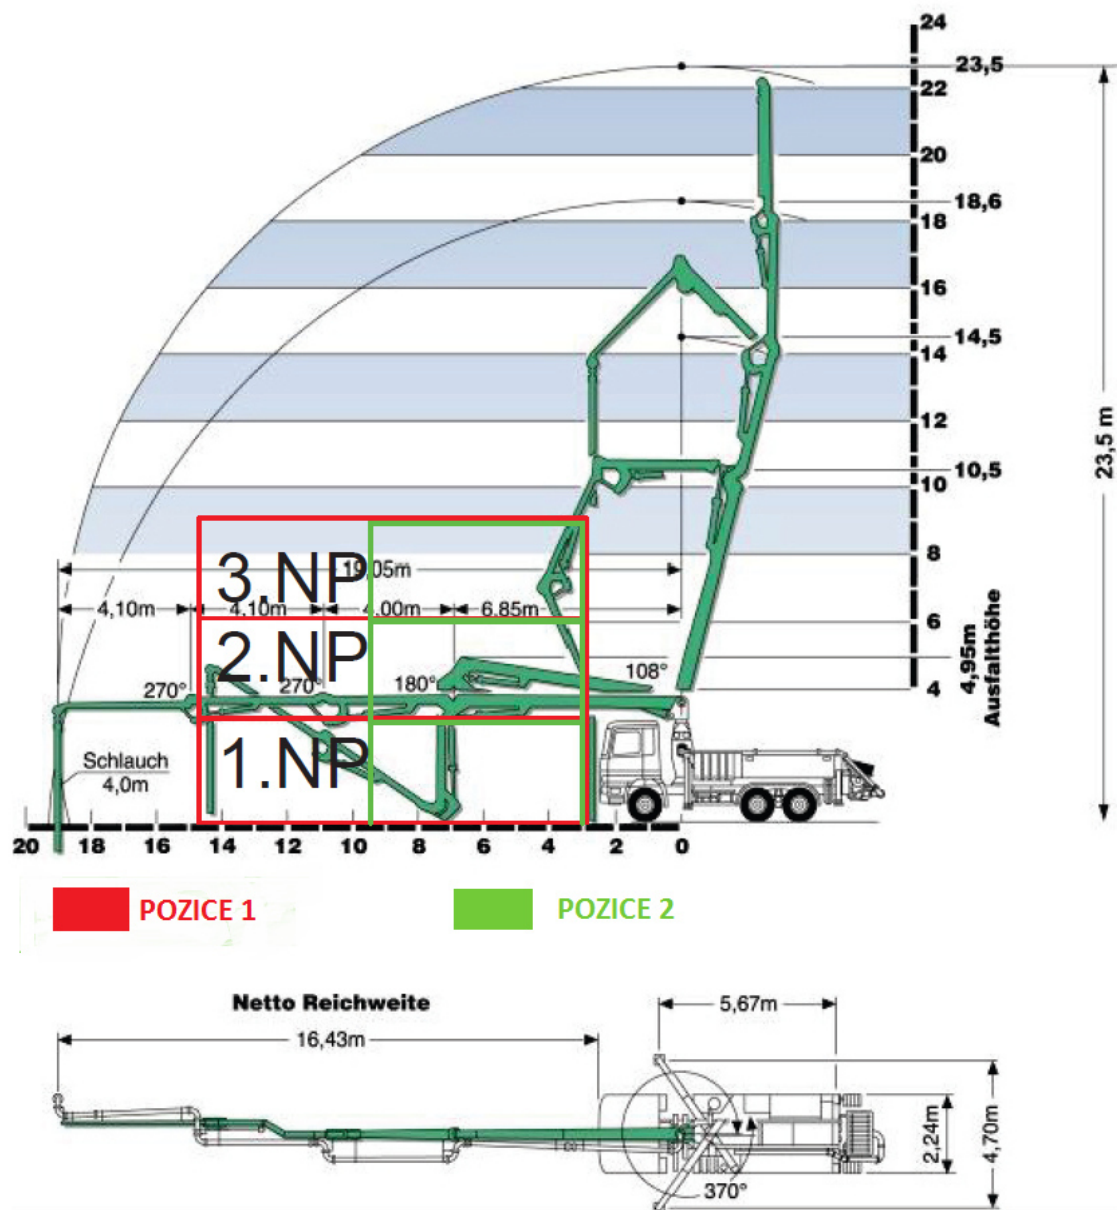 24
23,5
22
20
18,6
18
16
14,5
14
12
10,5
10
8
6
4
23,5 m
4,95m
Ausfalthöhe
3.NP
19,05m
4,10m
4,10m
4,00m
6,85m
2.NP
108°
270°
270°
180°
1.NP
Schlauch
4,0m
20 18 16 14 12 10 8 6 4 2 0
POZICE 1
POZICE 2
Netto Reichweite
5,67m
16,43m
2,24m
4,70m
370°